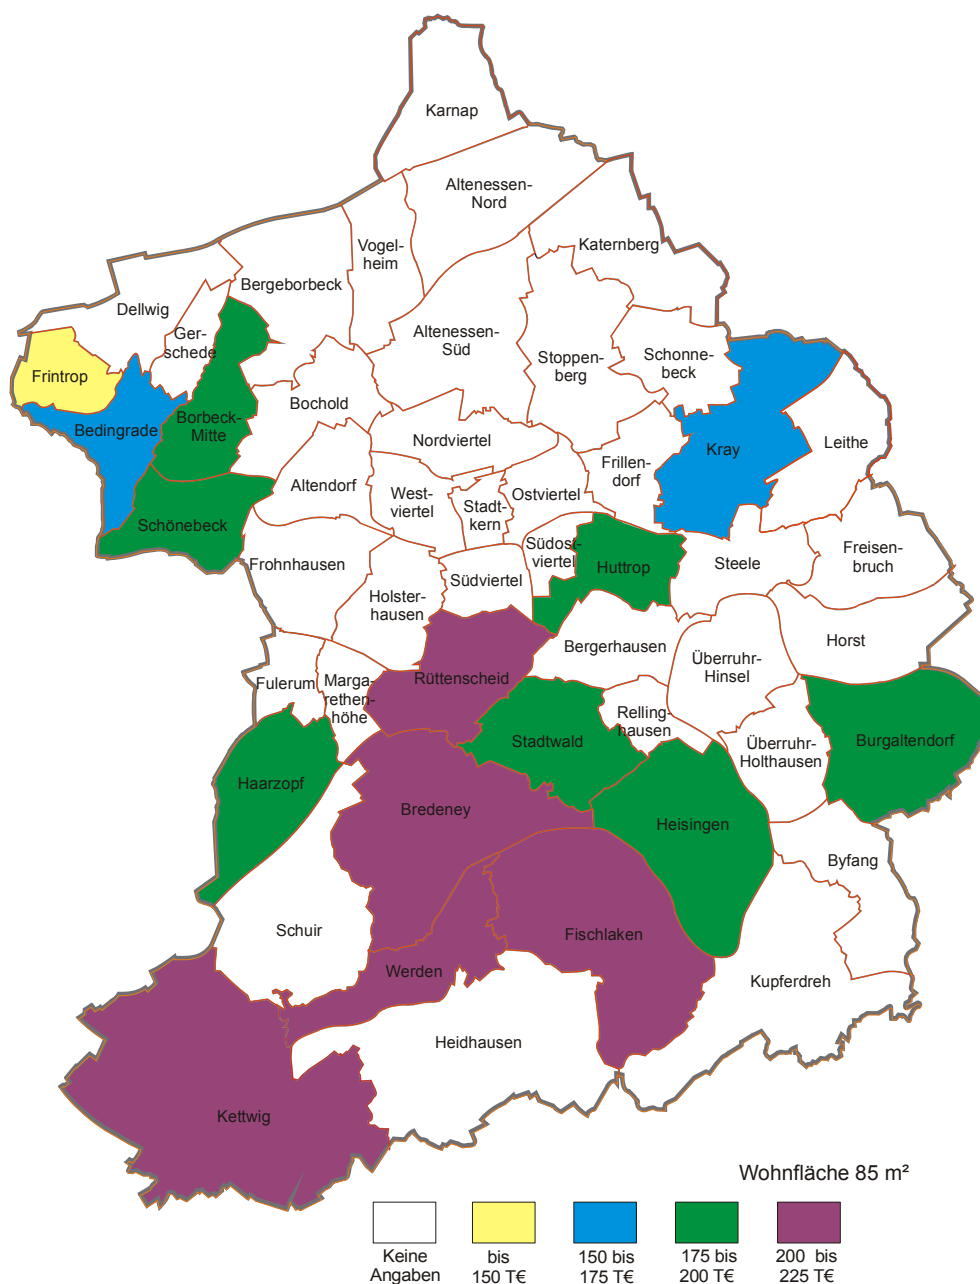 Karnap
Altenessen-
Nord
Vogel-
heim
Katernberg
Bergeborbeck
Dellwig
Ger-
schede
Altenessen-
Süd
Stoppen-
berg
Schonne-
beck
Frintrop
Bochold
Bedingrade
Borbeck-
Mitte
Nordviertel
Kray
Leithe
Altendorf
West-
viertel
Stadt-
kern
Ostviertel
Frillen-
dorf
Schönebeck
Südost-
viertel
Huttrop
Steele
Freisen-
bruch
Frohnhausen
Holster-
hausen
Südviertel
Bergerhausen
Horst
Überruhr-
Hinsel
Fulerum
Marga-
rethen-
höhe
Rüttenscheid
Relling-
hausen
Stadtwald
Überruhr-
Holthausen
Burgaltendorf
Haarzopf
Bredeney
Heisingen
Byfang
Schuir
Fischlaken
Werden
Kupferdreh
Heidhausen
Kettwig
Wohnfläche 85 m²
Keine
Angaben
bis
150 T€
150 bis
175 T€
175 bis
200 T€
200 bis
225 T€